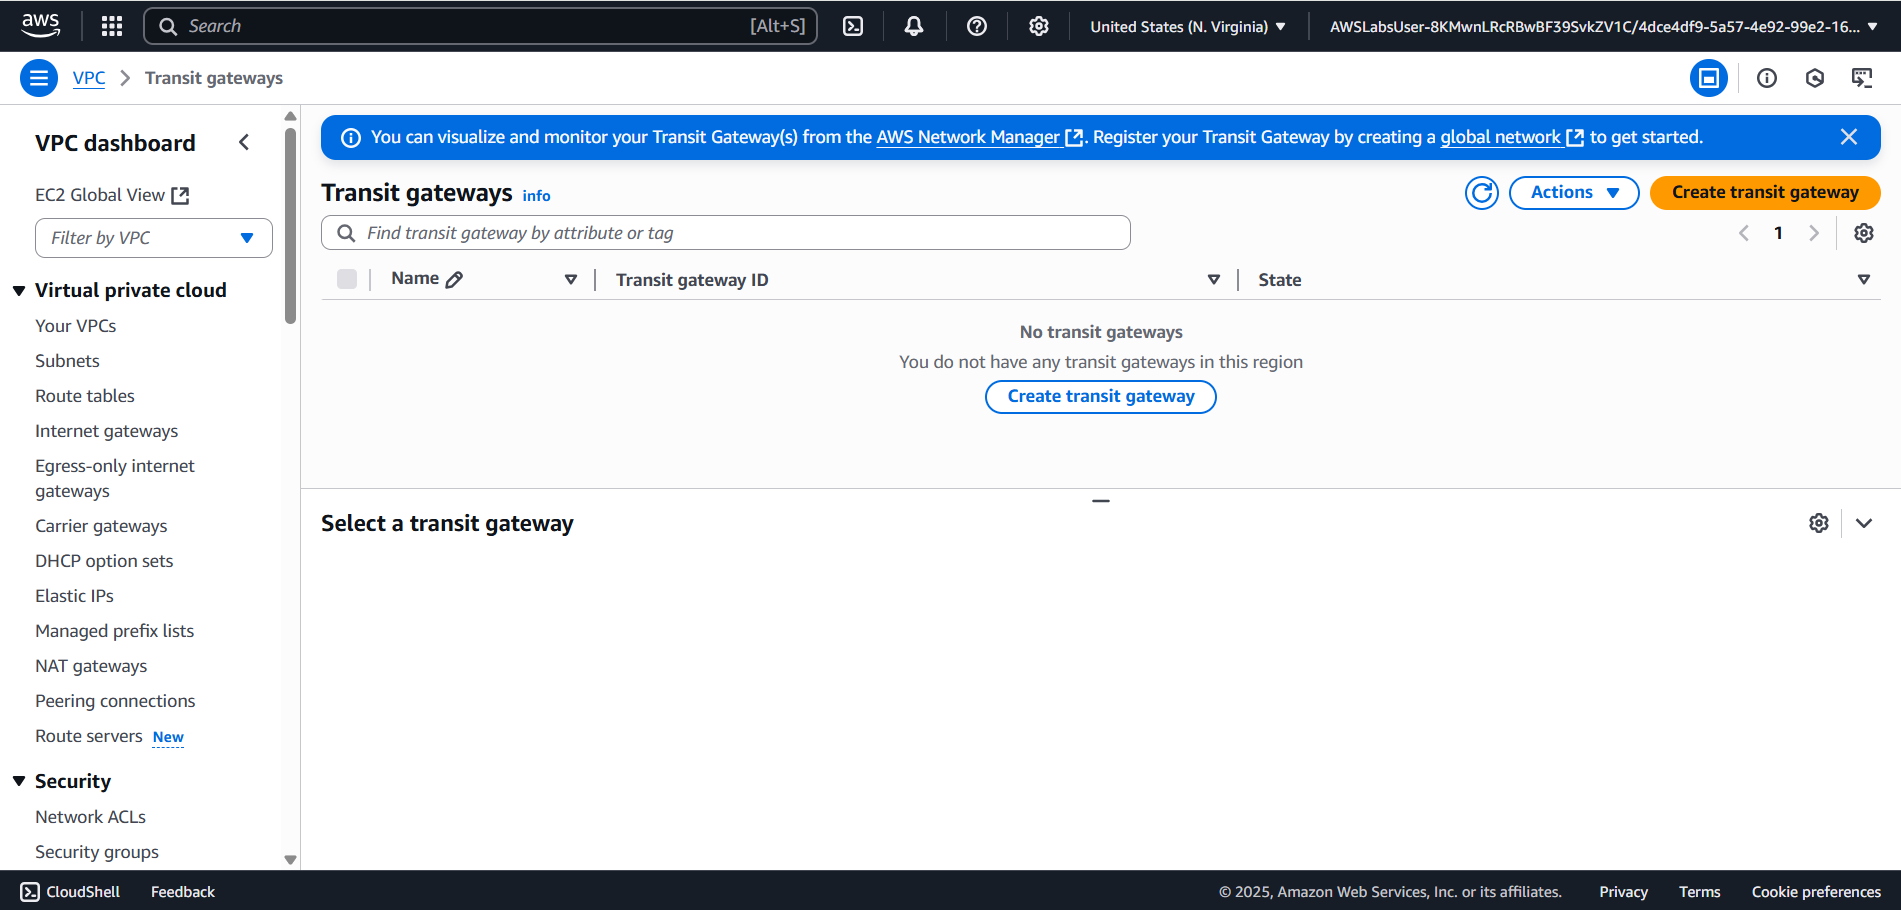 aws
Search [Alt+S]
United States (N. Virginia)
AWSLabsUser-8KMwnLRcRBwBF39SvkZV1C/4dce4df9-5a57-4e92-99e2-16...
VPC > Transit gateways
VPC dashboard
EC2 Global View
Filter by VPC
Virtual private cloud
Your VPCs
Subnets
Route tables
Internet gateways
Egress-only internet
gateways
Carrier gateways
DHCP option sets
Elastic IPs
Managed prefix lists
NAT gateways
Peering connections
Route servers New
Security
Network ACLs
Security groups
You can visualize and monitor your Transit Gateway(s) from the AWS Network Manager. Register your Transit Gateway by creating a global network to get started.
Transit gateways info
Actions
Create transit gateway
Find transit gateway by attribute or tag
1
Name
Transit gateway ID
State
No transit gateways
You do not have any transit gateways in this region
Create transit gateway
Select a transit gateway
CloudShell
Feedback
© 2025, Amazon Web Services, Inc. or its affiliates.
Privacy
Terms
Cookie preferences